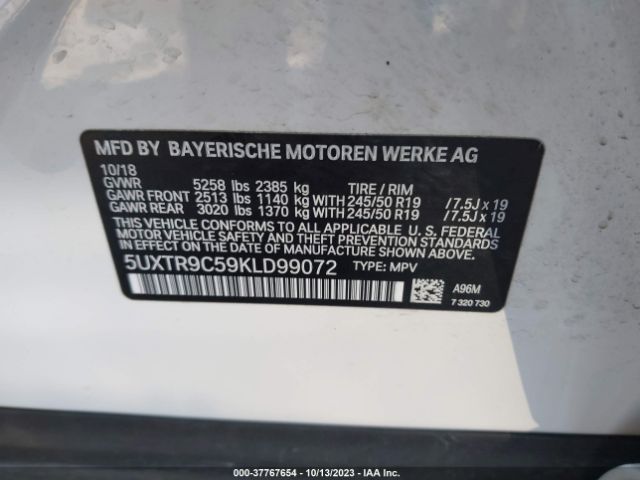 MFD BY BAYERISCHE MOTOREN WERKE AG
10/18
GVWR 5258 lbs 2385 kg TIRE / RIM
GAWR FRONT 2513 lbs 1140 kg WITH 245/50 R19 /7.5J x 19
GAWR REAR 3020 lbs 1370 kg WITH 245/50 R19 /7.5J x 19
THIS VEHICLE CONFORMS TO ALL APPLICABLE U.S. FEDERAL
MOTOR VEHICLE SAFETY, BUMPER, AND THEFT PREVENTION
STANDARDS IN EFFECT ON THE DATE OF MANUFACTURE
SHOWN ABOVE.
5UXTR9C59KLD99072 TYPE: MPV
A96M
7 320 730
000-37767654 | 10/13/2023 | IAA Inc.